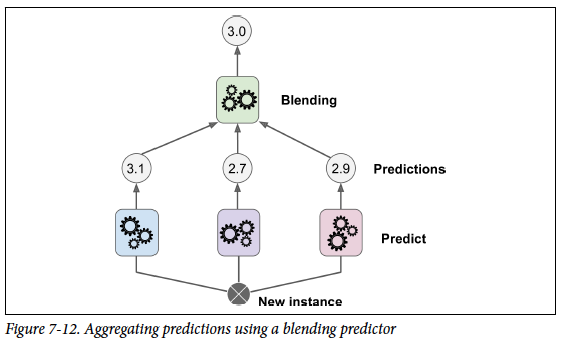 3.0
Blending
3.1 2.7 2.9 Predictions
Predict
New instance
Figure 7-12. Aggregating predictions using a blending predictor